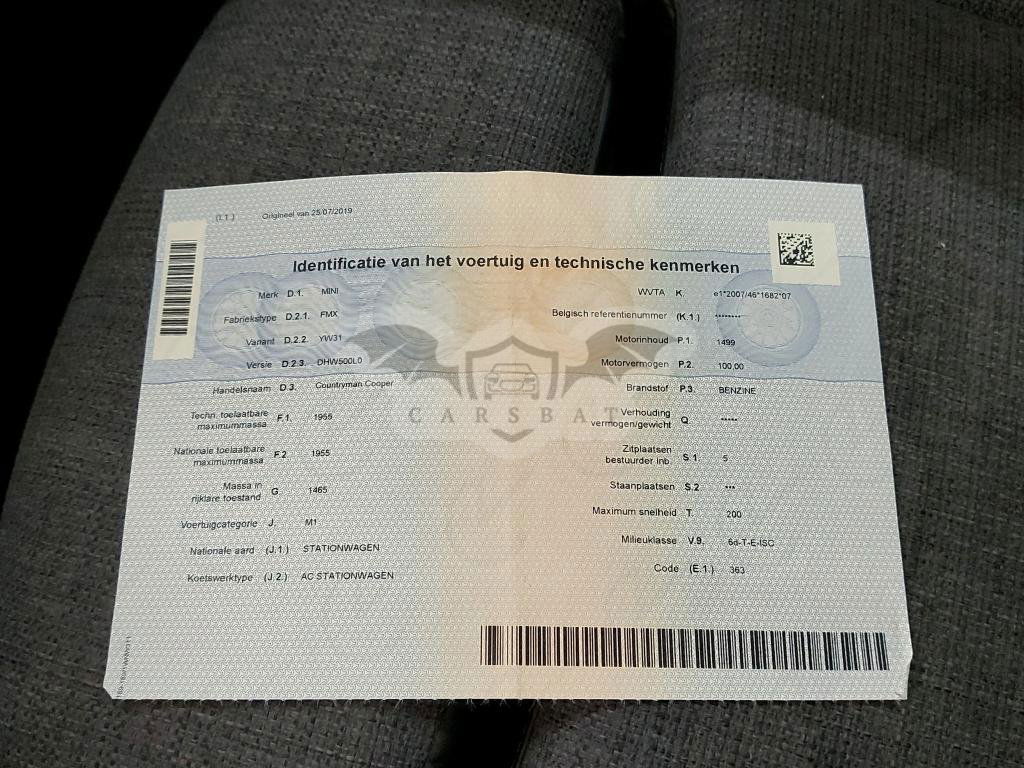 (I.1.) Origineel van 25/07/2019
Identificatie van het voertuig en technische kenmerken
Merk D.1. MINI
Fabriekstype D.2.1. FMX
Variant D.2.2. YW31
Versie D.2.3. DHW500L0
Handelsnaam D.3. Countryman Cooper
Techn. toelaatbare
maximummassa F.1. 1955
Nationale toelaatbare
maximummassa F.2. 1955
Massa in
rijklare toestand G. 1465
Voertuigcategorie J. M1
Nationale aard (J.1.) STATIONWAGEN
Koetswerktype (J.2.) AC STATIONWAGEN
WVTA K. e1*2007/46*1682*07
Belgisch referentienummer (K.1.) --------
Motorinhoud P.1. 1499
Motorvermogen P.2. 100,00
Brandstof P.3. BENZINE
Verhouding
vermogen/gewicht Q -----
Zitplaatsen
bestuurder inb. S.1. 5
Staanplaatsen S.2 ---
Maximum snelheid T. 200
Milieuklasse V.9. 6d-T-E-ISC
Code (E.1.) 363
CARSBAT